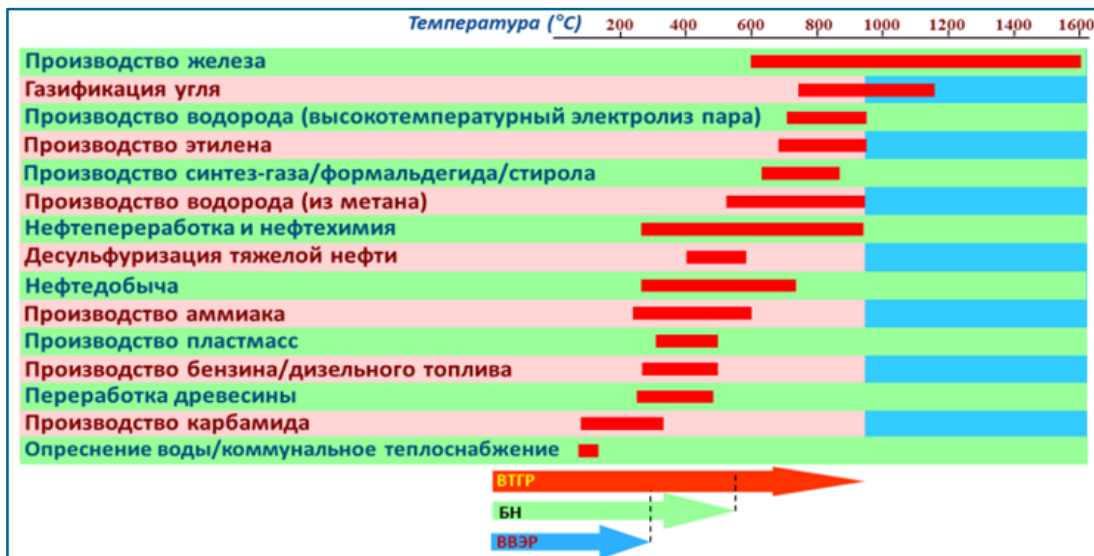 Температура (°C) 200 400 600 800 1000 1200 1400 1600
Производство железа
Газификация угля
Производство водорода (высокотемпературный электролиз пара)
Производство этилена
Производство синтез-газа/формальдегида/стирола
Производство водорода (из метана)
Нефтепереработка и нефтехимия
Десульфуризация тяжелой нефти
Нефтедобыча
Производство аммиака
Производство пластмасс
Производство бензина/дизельного топлива
Переработка древесины
Производство карбамида
Опреснение воды/коммунальное теплоснабжение
ВТГР
БН
ВВЭР